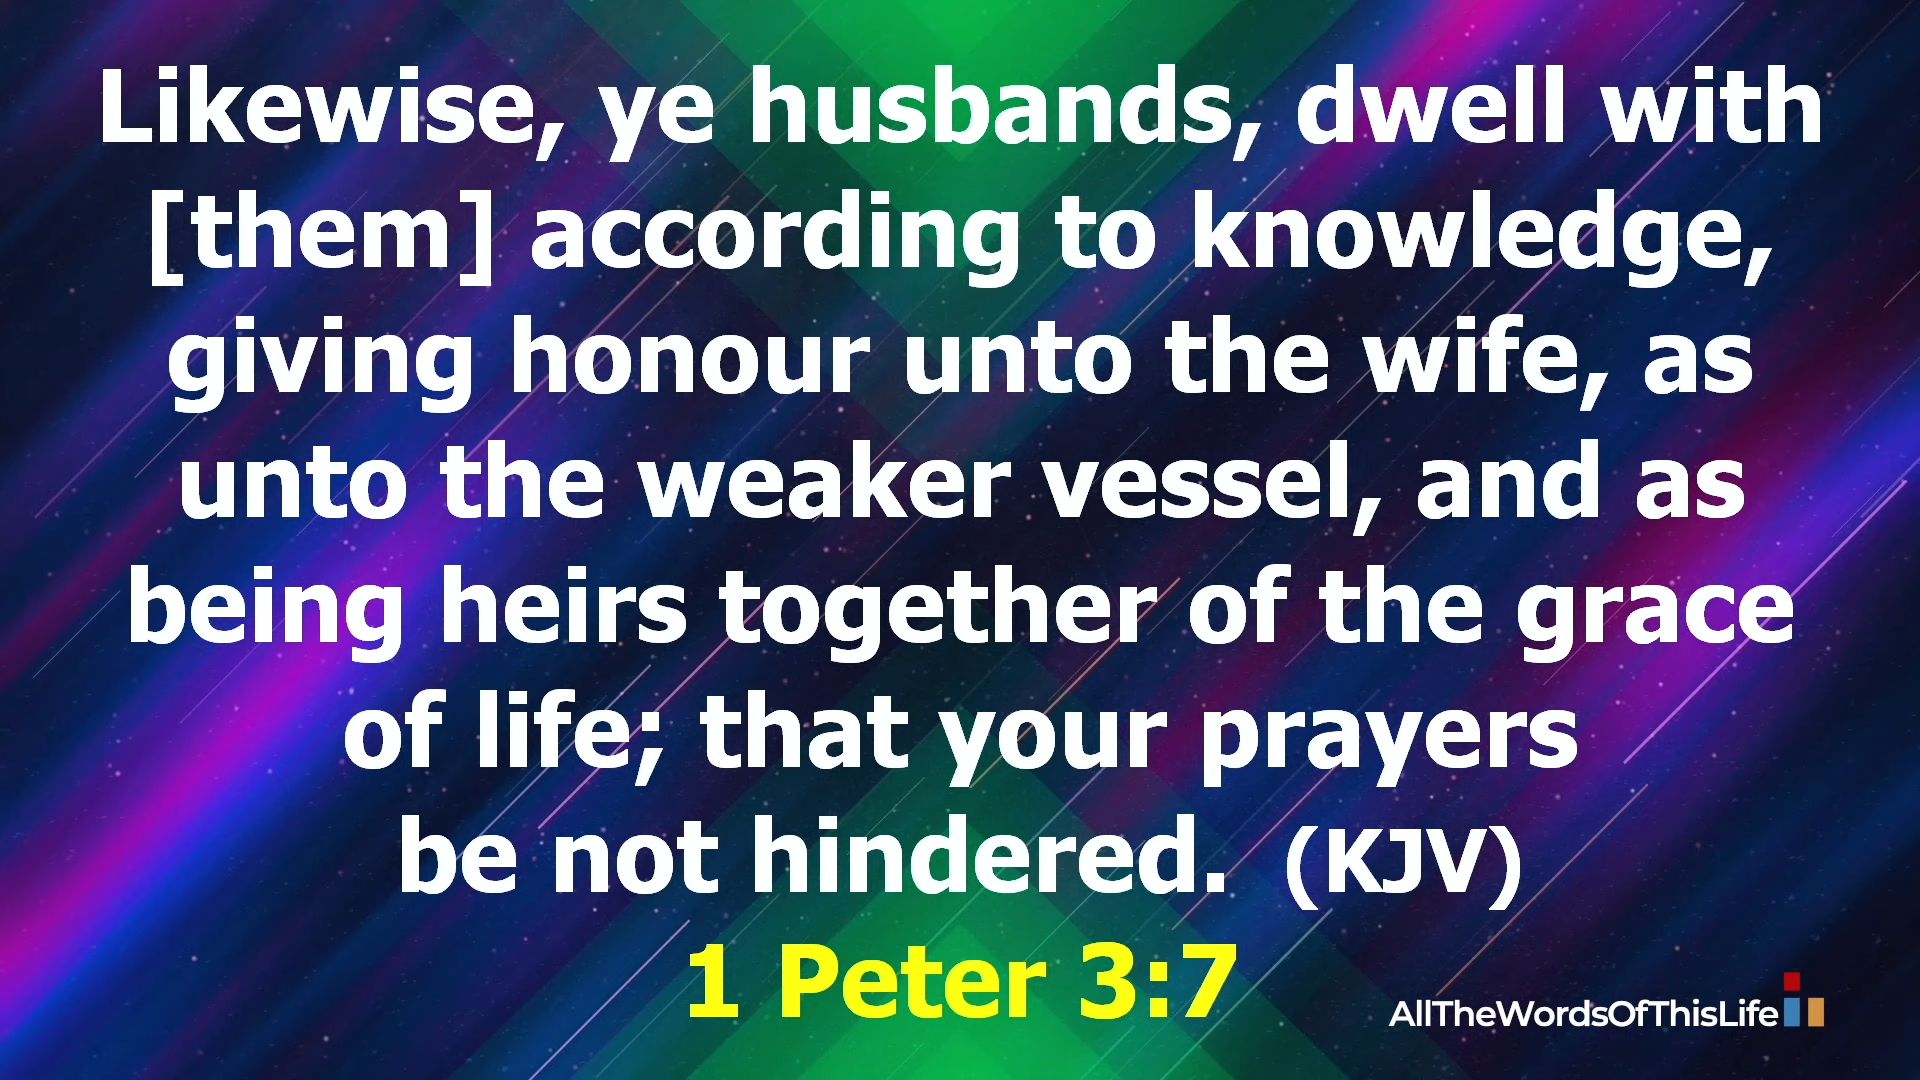 Likewise, ye husbands, dwell with
[them] according to knowledge,
giving honour unto the wife, as
unto the weaker vessel, and as
being heirs together of the grace
of life; that your prayers
be not hindered. (KJV)
1 Peter 3:7
AllTheWordsOfThisLife